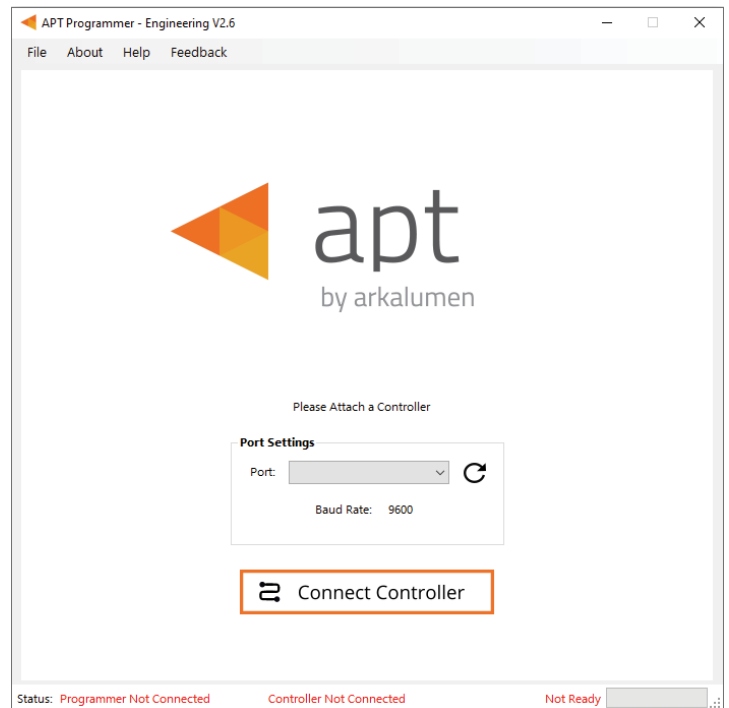 APT Programmer - Engineering V2.6
File About Help Feedback
apt
by arkalumen
Please Attach a Controller
Port Settings
Port:
Baud Rate: 9600
Connect Controller
Status: Programmer Not Connected Controller Not Connected Not Ready